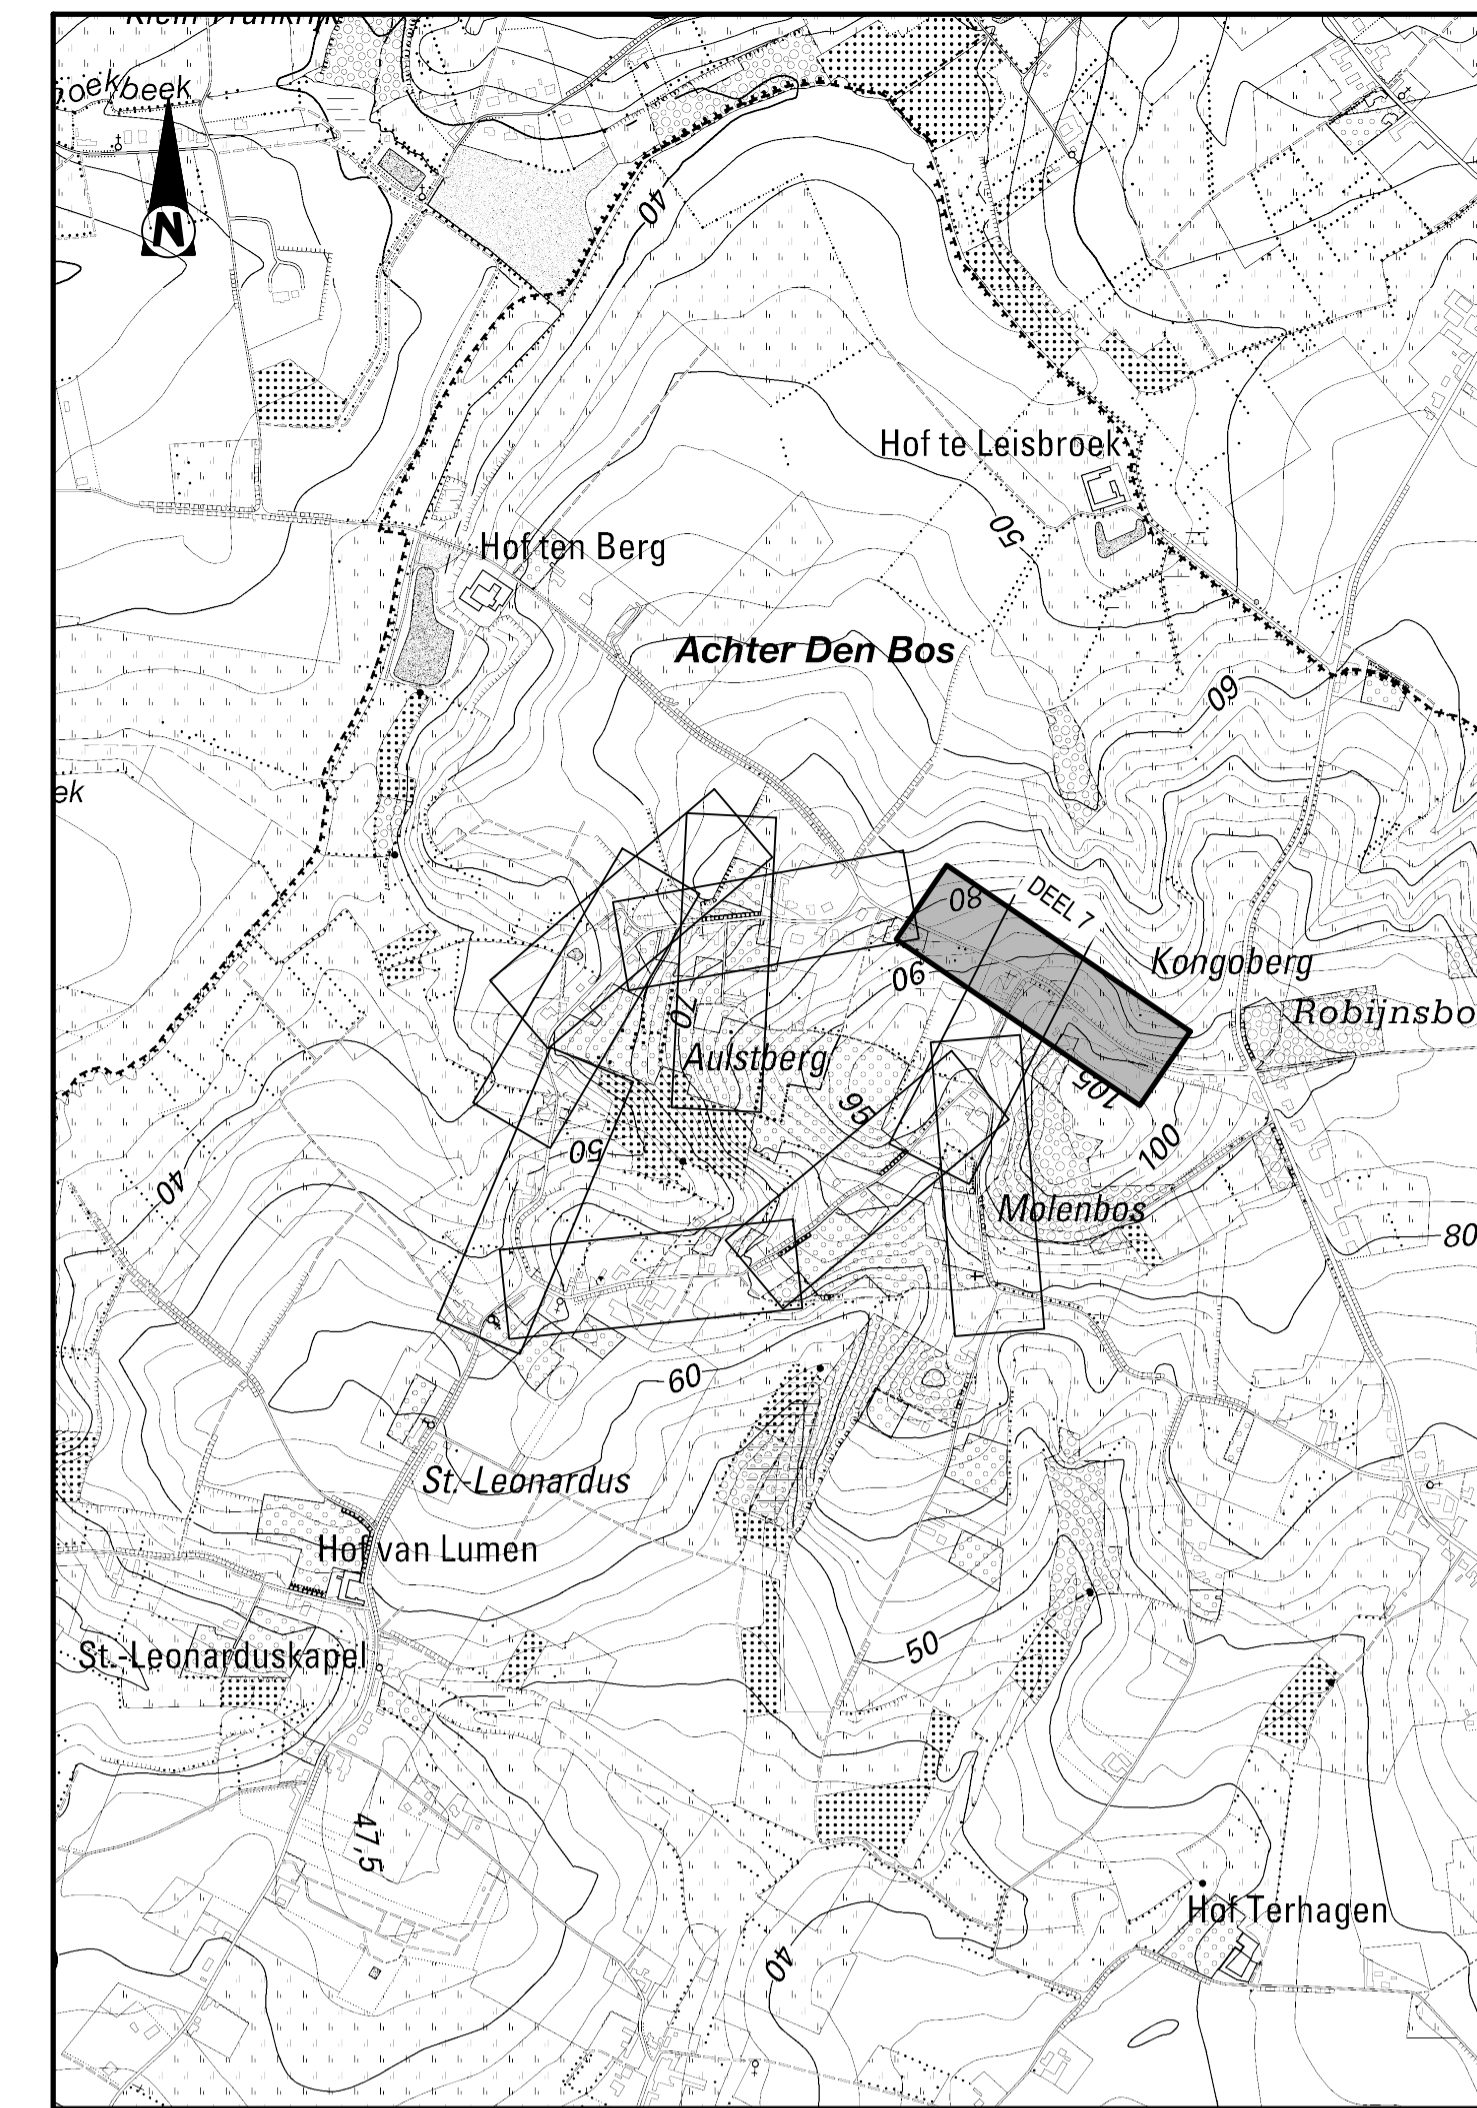 beek
N
40
Hof te Leisbroek
50
Hof ten Berg
Achter Den Bos
60
ek
80
DEEL 7
90
Kongoberg
Robijnsbo
70
Aulstberg
105
95
100
50
40
Molenbos
80
60
St.-Leonardus
Hof van Lumen
50
St.-Leonarduskapel
47,5
Hof Terhagen
40